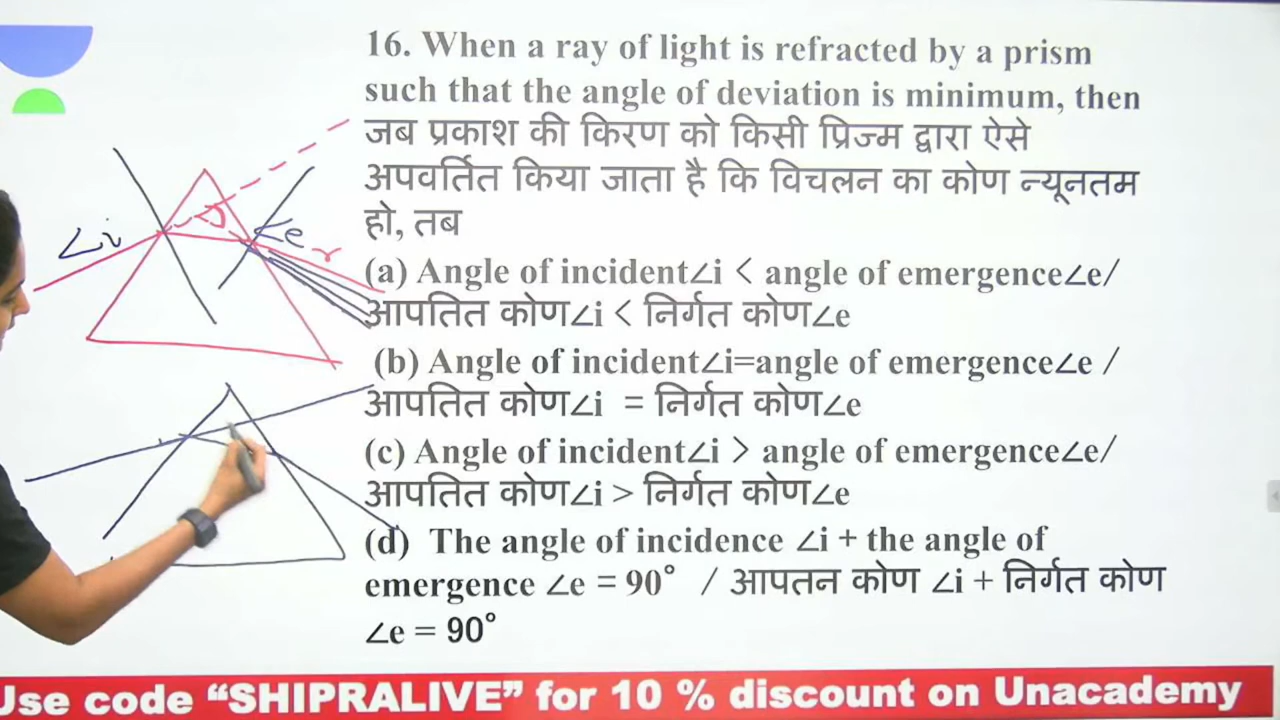 16. When a ray of light is refracted by a prism
such that the angle of deviation is minimum, then
जब प्रकाश की किरण को किसी प्रिज्म द्वारा ऐसे
अपवर्तित किया जाता है कि विचलन का कोण न्यूनतम
हो, तब
∠i
∠e
r
(a) Angle of incident∠i < angle of emergence∠e/
आपतित कोण∠i < निर्गत कोण∠e
(b) Angle of incident∠i=angle of emergence∠e /
आपतित कोण∠i = निर्गत कोण∠e
(c) Angle of incident∠i > angle of emergence∠e/
आपतित कोण∠i > निर्गत कोण∠e
(d) The angle of incidence ∠i + the angle of
emergence ∠e = 90° / आपतन कोण ∠i + निर्गत कोण
∠e = 90°
Use code “SHIPRALIVE” for 10 % discount on Unacademy